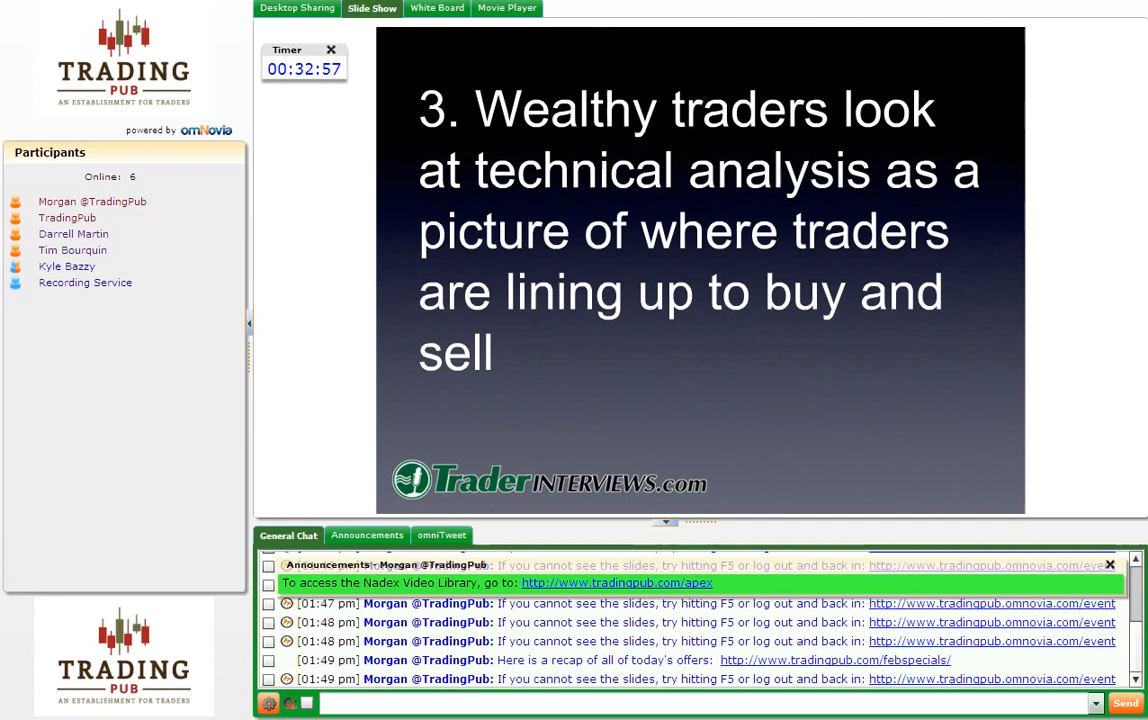 Desktop Sharing
Slide Show
White Board
Movie Player
TRADING
PUB
AN ESTABLISHMENT FOR TRADERS
powered by omNovia
Participants
Online: 6
Morgan @TradingPub
TradingPub
Darrell Martin
Tim Bourquin
Kyle Bazzy
Recording Service
Timer
00:32:57
3. Wealthy traders look
at technical analysis as a
picture of where traders
are lining up to buy and
sell
TraderINTERVIEWS.com
General Chat
Announcements
omniTweet
Announcements - Morgan @TradingPub
To access the Nadex Video Library, go to: http://www.tradingpub.com/apex
[01:47 pm] Morgan @TradingPub: If you cannot see the slides, try hitting F5 or log out and back in: http://www.tradingpub.omnovia.com/event
[01:48 pm] Morgan @TradingPub: If you cannot see the slides, try hitting F5 or log out and back in: http://www.tradingpub.omnovia.com/event
[01:48 pm] Morgan @TradingPub: If you cannot see the slides, try hitting F5 or log out and back in: http://www.tradingpub.omnovia.com/event
[01:49 pm] Morgan @TradingPub: Here is a recap of all of today's offers: http://www.tradingpub.com/febspecials/
[01:49 pm] Morgan @TradingPub: If you cannot see the slides, try hitting F5 or log out and back in: http://www.tradingpub.omnovia.com/event
Send
TRADING
PUB
AN ESTABLISHMENT FOR TRADERS